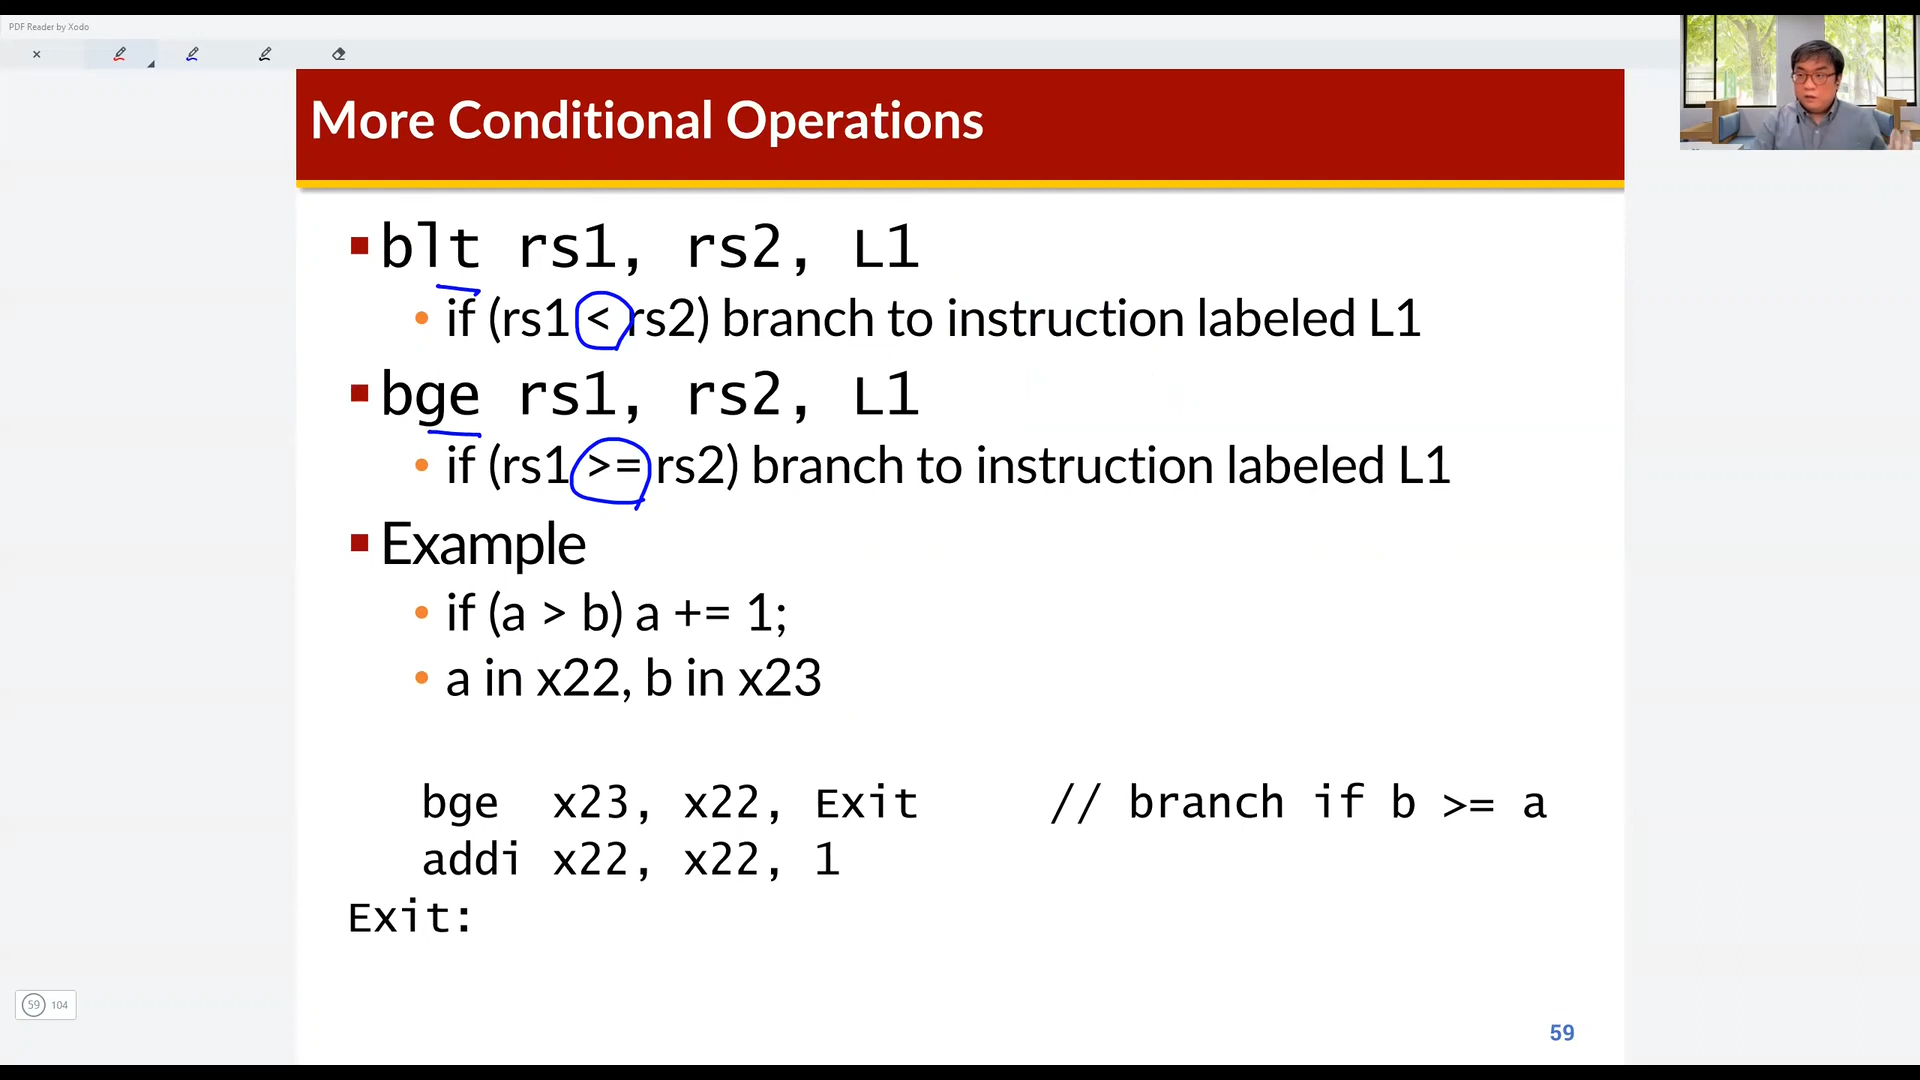 PDF Reader by Xodo
More Conditional Operations
blt rs1, rs2, L1
if (rs1 < rs2) branch to instruction labeled L1
bge rs1, rs2, L1
if (rs1 >= rs2) branch to instruction labeled L1
Example
if (a > b) a += 1;
a in x22, b in x23
bge x23, x22, Exit // branch if b >= a
addi x22, x22, 1
Exit:
59 104
59